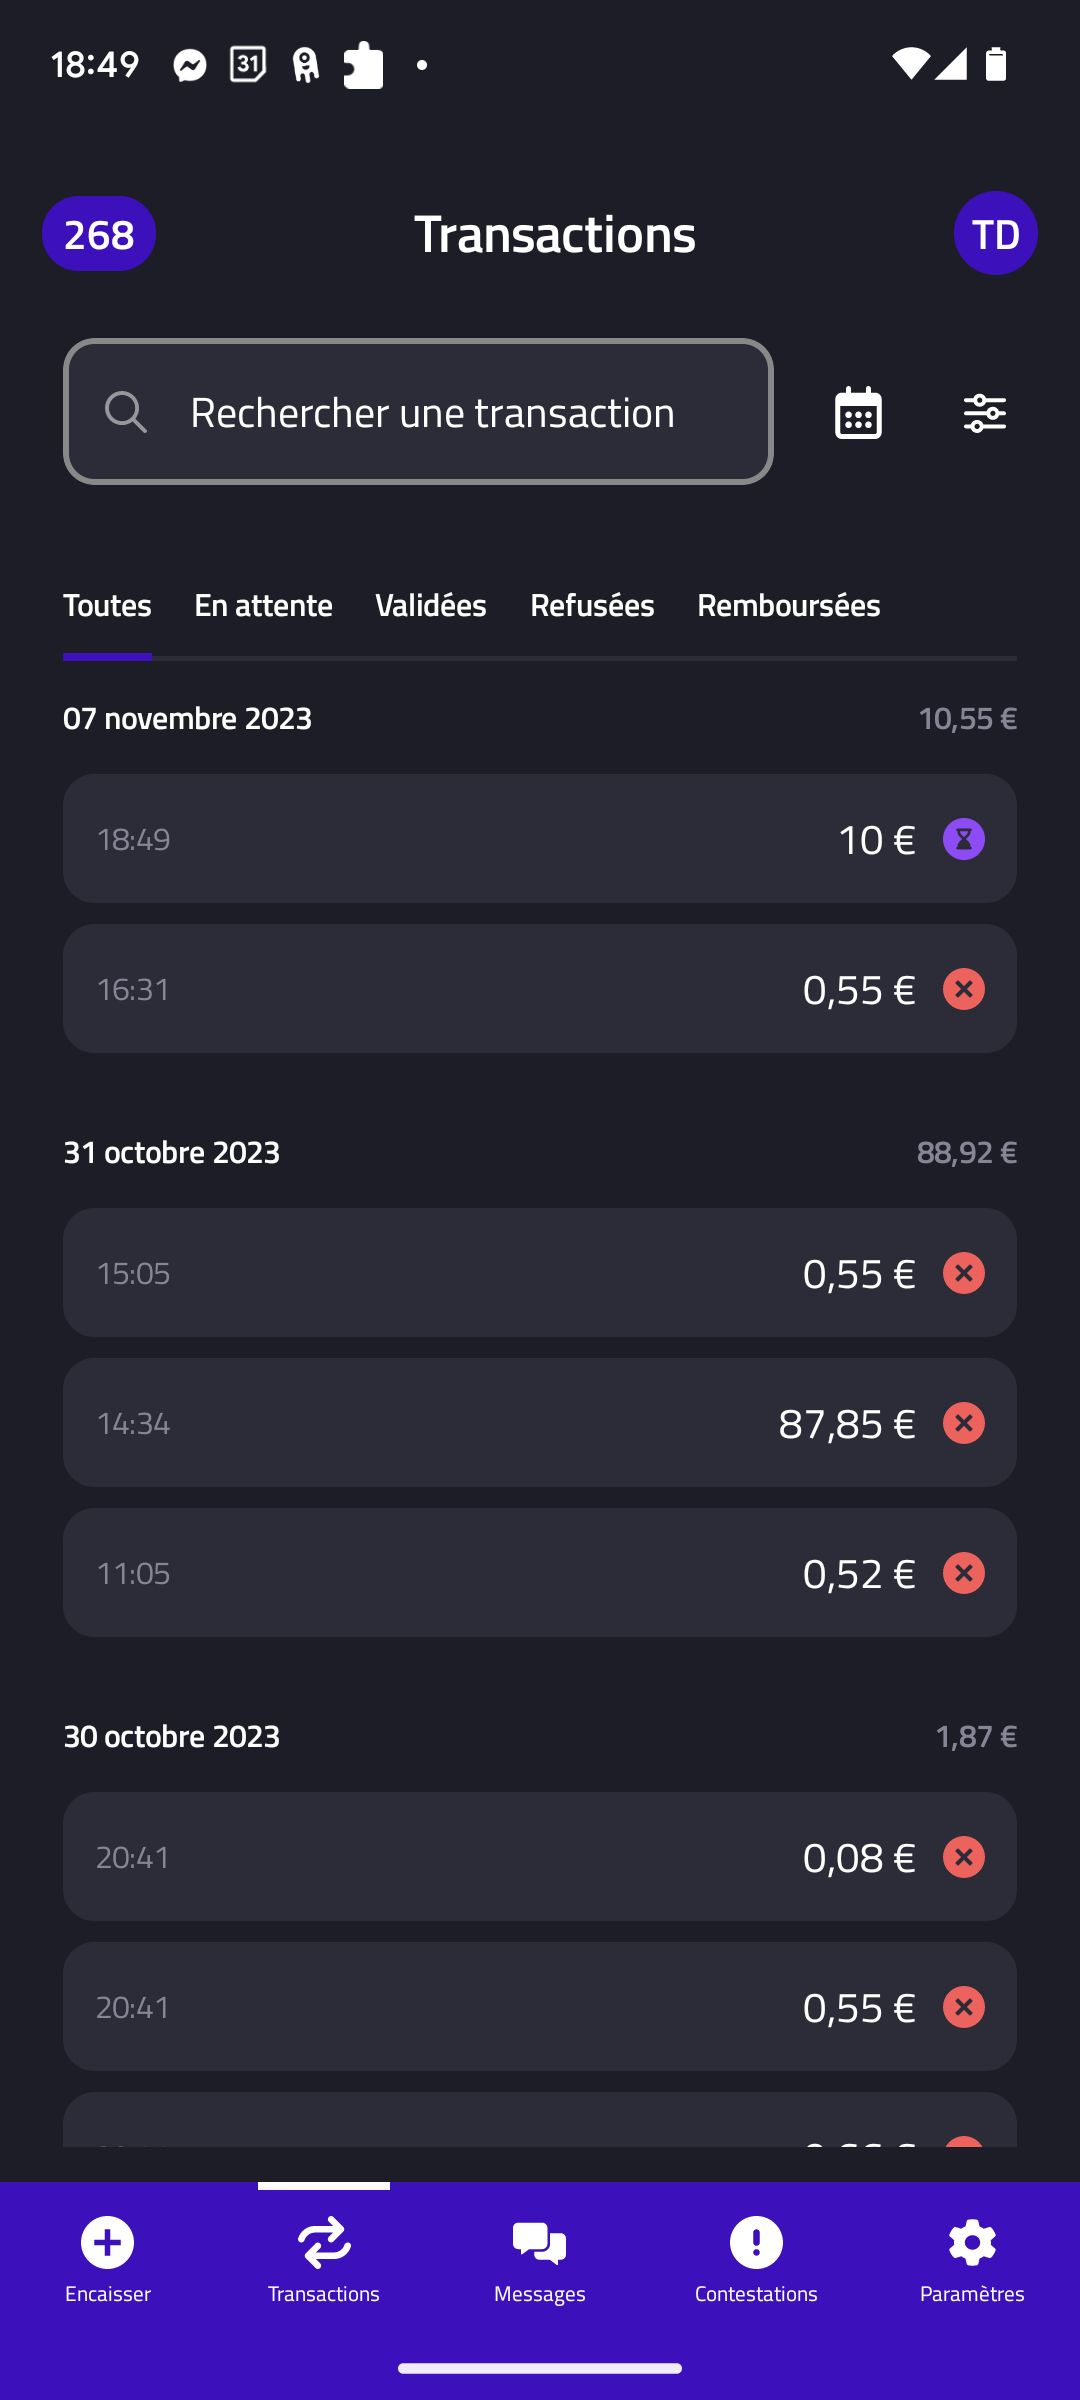 18:49
31
268
Transactions
TD
Rechercher une transaction
Toutes En attente Validées Refusées Remboursées
07 novembre 2023 10,55 €
18:49 10 €
16:31 0,55 €
31 octobre 2023 88,92 €
15:05 0,55 €
14:34 87,85 €
11:05 0,52 €
30 octobre 2023 1,87 €
20:41 0,08 €
20:41 0,55 €
Encaisser Transactions Messages Contestations Paramètres